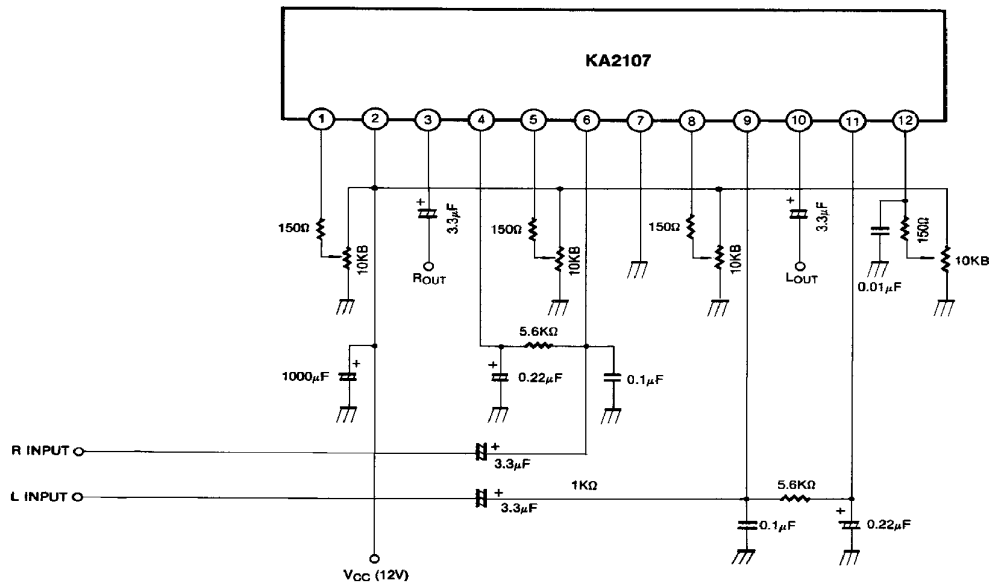 KA2107
1 2 3 4 5 6 7 8 9 10 11 12
150Ω
10KB
+
3.3μF
ROUT
150Ω
10KB
150Ω
10KB
+
3.3μF
LOUT
0.01μF
150Ω
10KB
1000μF
+
5.6KΩ
+
0.22μF
0.1μF
R INPUT
+
3.3μF
L INPUT
+
3.3μF
1KΩ
5.6KΩ
0.1μF
+
0.22μF
VCC (12V)